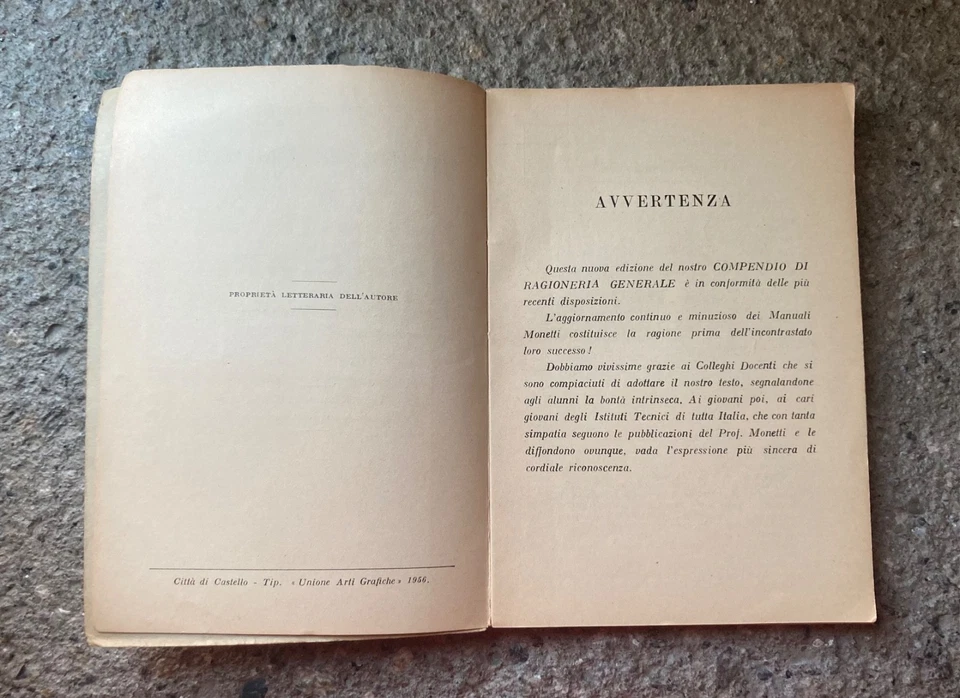 PROPRIETÀ LETTERARIA DELL'AUTORE
Città di Castello - Tip. «Unione Arti Grafiche» 1956.
AVVERTENZA
Questa nuova edizione del nostro COMPENDIO DI
RAGIONERIA GENERALE è in conformità delle più
recenti disposizioni.
L'aggiornamento continuo e minuzioso dei Manuali
Monetti costituisce la ragione prima dell'incontrastato
loro successo!
Dobbiamo vivissime grazie ai Colleghi Docenti che si
sono compiaciuti di adottare il nostro testo, segnalandone
agli alunni la bontà intrinseca. Ai giovani poi, ai cari
giovani degli Istituti Tecnici di tutta Italia, che con tanta
simpatia seguono le pubblicazioni del Prof. Monetti e le
diffondono ovunque, vada l'espressione più sincera di
cordiale riconoscenza.